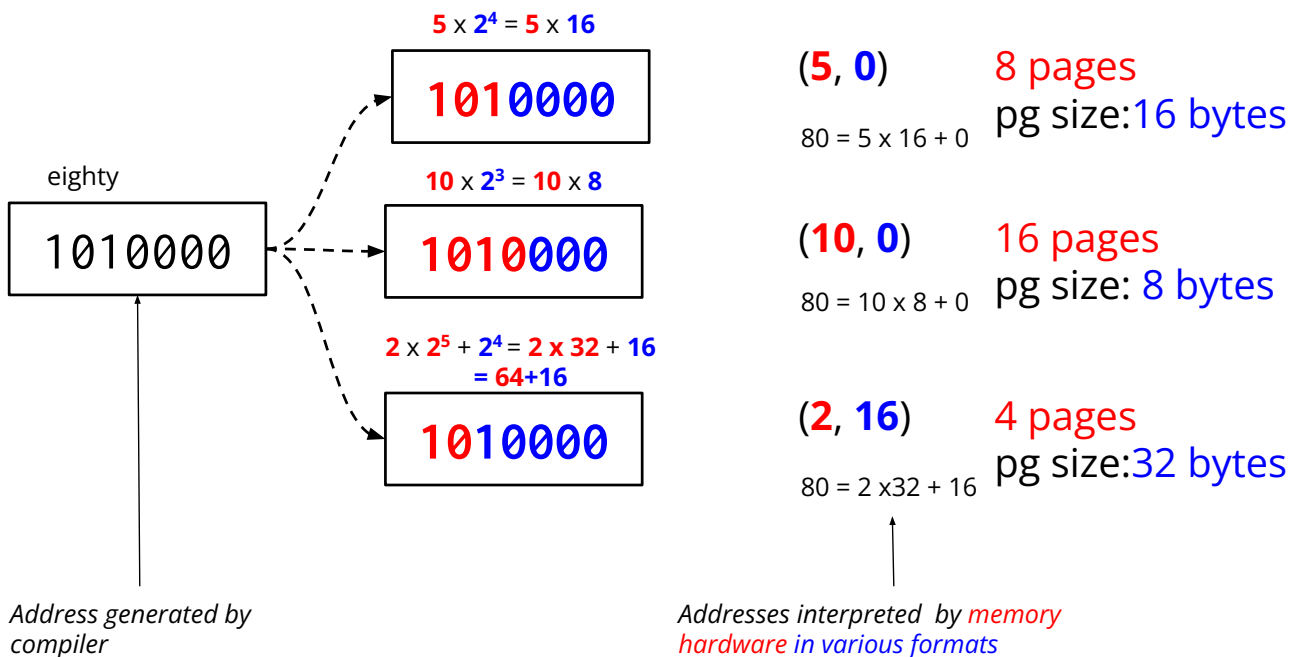 5 x 2⁴ = 5 x 16
1010000
(5, 0)
80 = 5 x 16 + 0
8 pages
pg size:16 bytes
eighty
1010000
10 x 2³ = 10 x 8
1010000
(10, 0)
80 = 10 x 8 + 0
16 pages
pg size: 8 bytes
2 x 2⁵ + 2⁴ = 2 x 32 + 16
= 64+16
1010000
(2, 16)
80 = 2 x32 + 16
4 pages
pg size:32 bytes
Address generated by
compiler
Addresses interpreted by memory
hardware in various formats